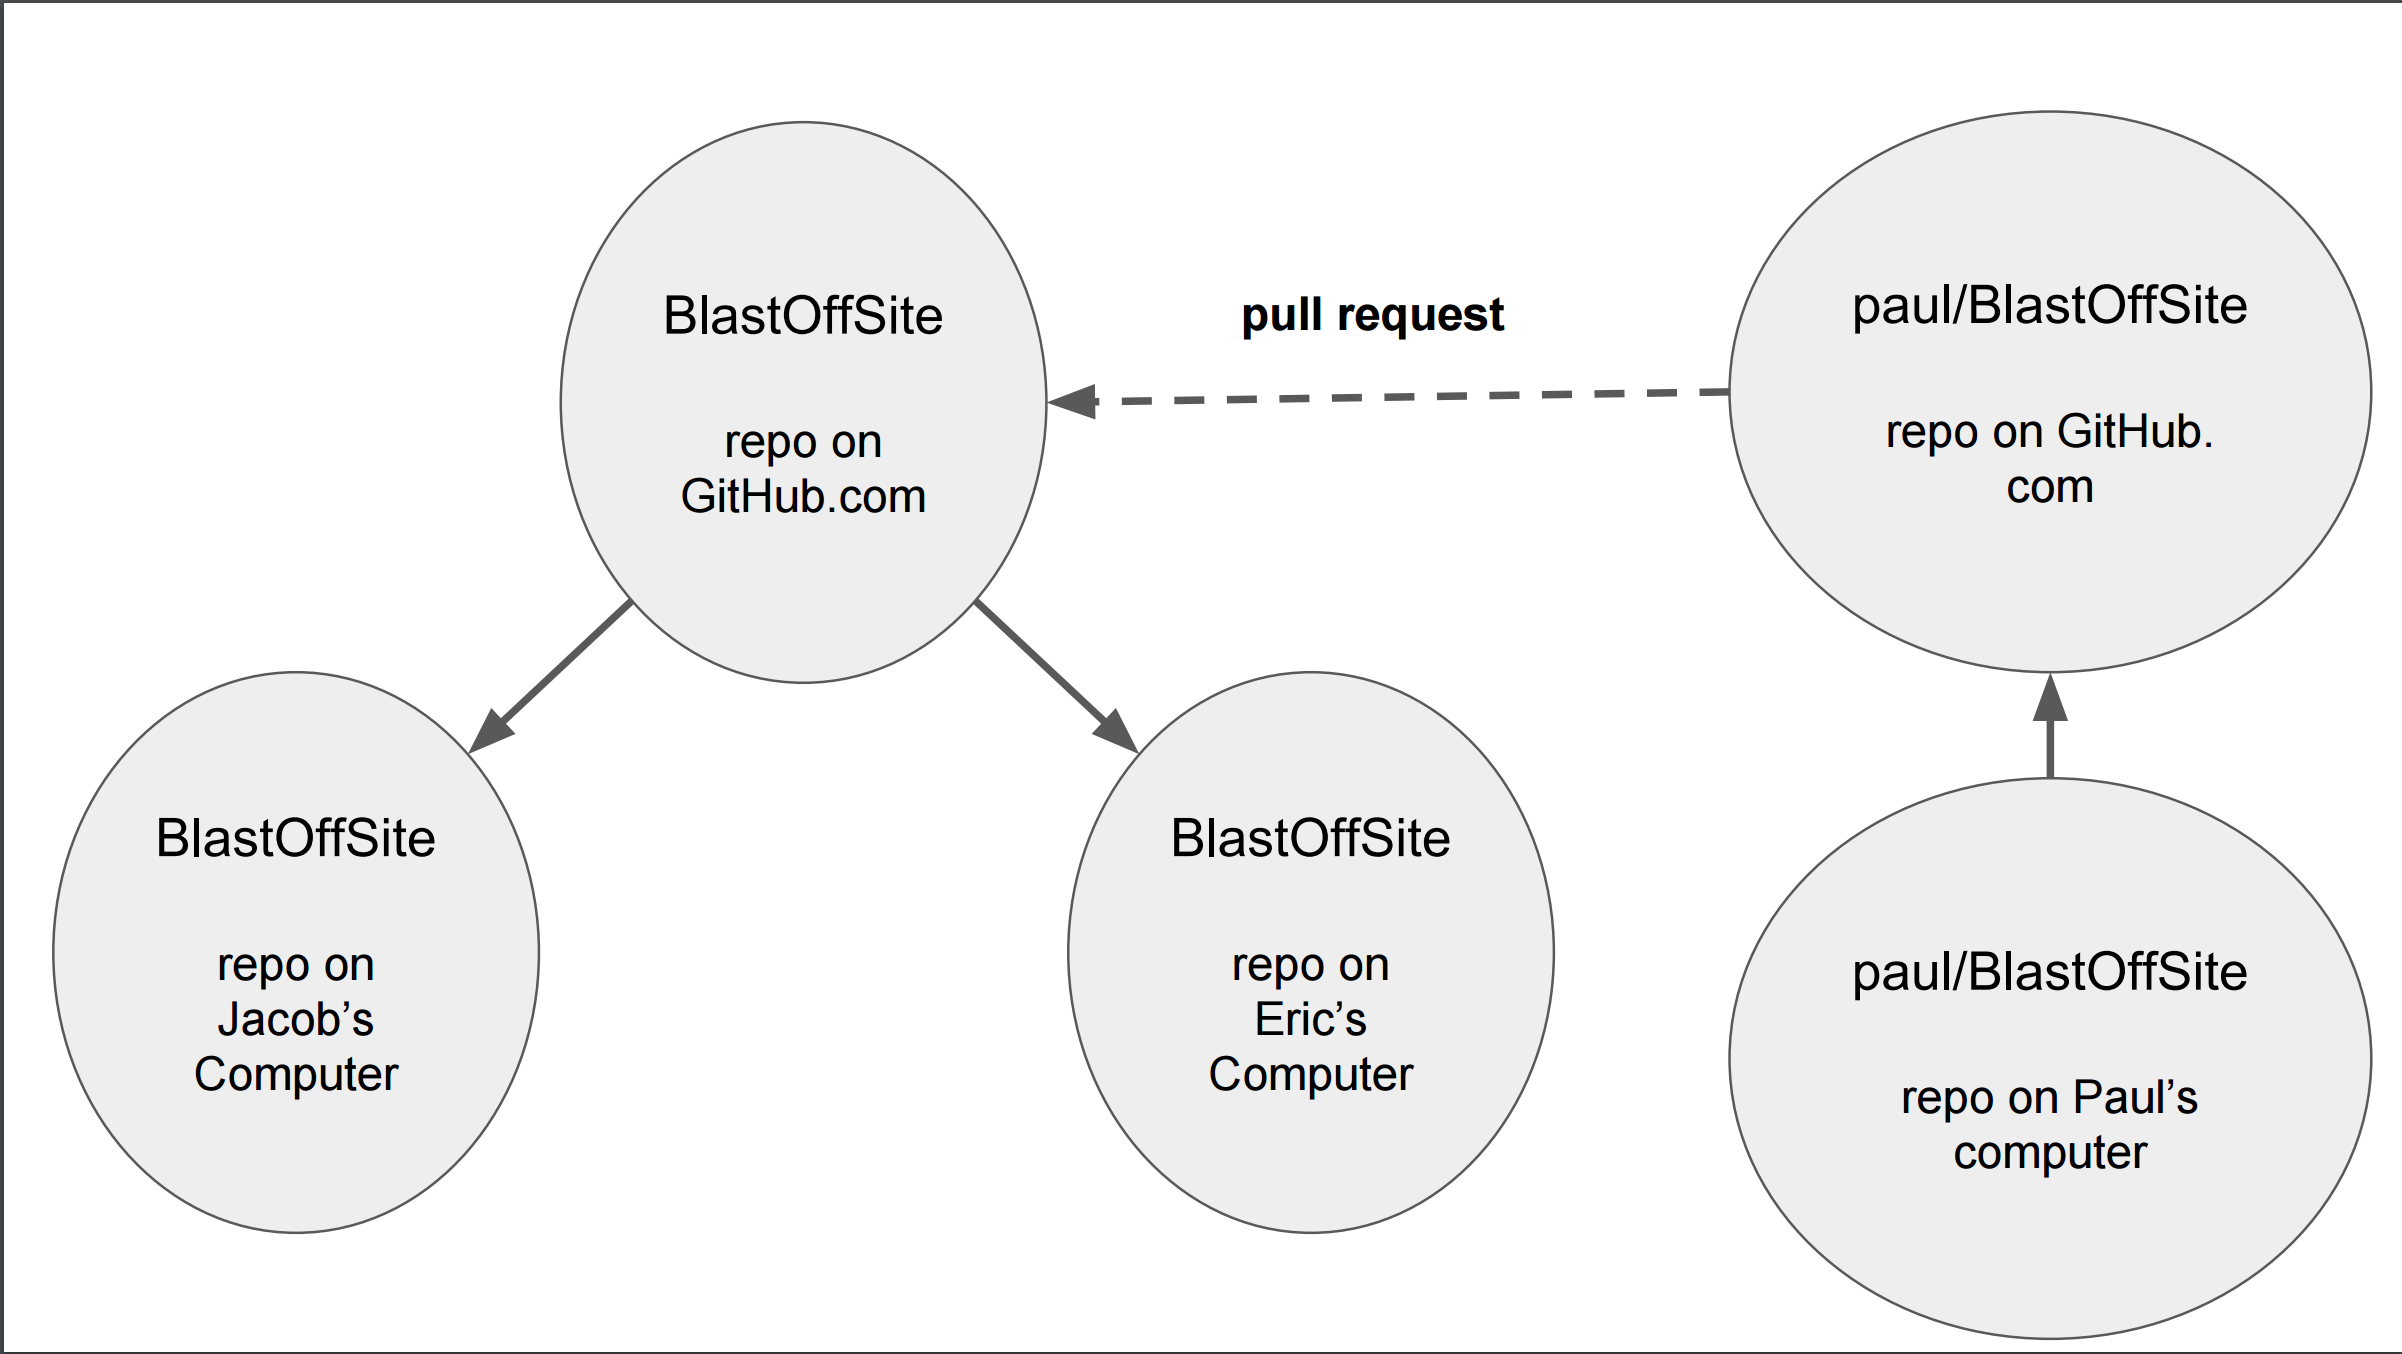 BlastOffSite
repo on
GitHub.com
pull request
paul/BlastOffSite
repo on GitHub.
com
BlastOffSite
repo on
Jacob’s
Computer
BlastOffSite
repo on
Eric’s
Computer
paul/BlastOffSite
repo on Paul’s
computer